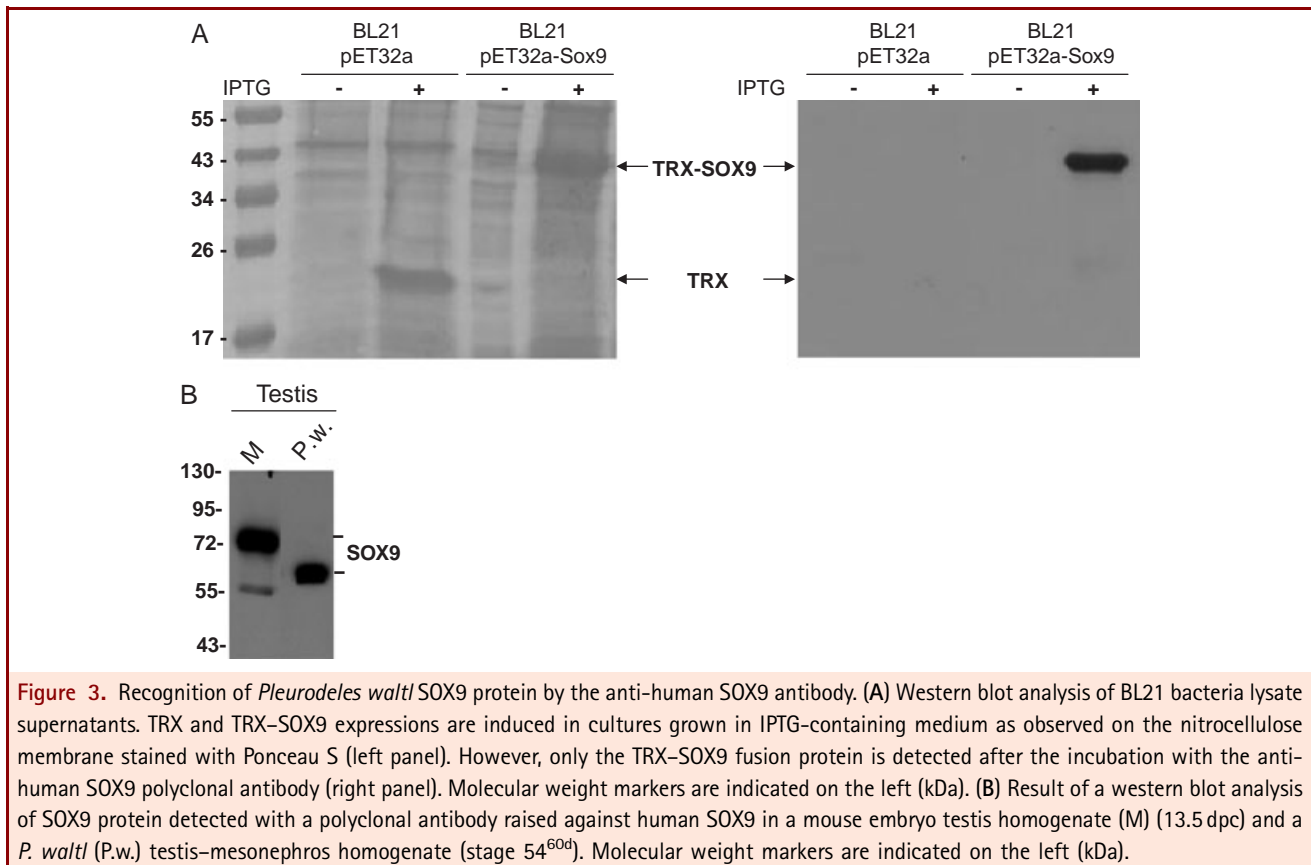 A
BL21
pET32a
BL21
pET32a-Sox9
IPTG - + - +
55 -
43 -
34 -
26 -
17 -
TRX-SOX9
TRX
BL21
pET32a
BL21
pET32a-Sox9
IPTG - + - +
B
Testis
M P.w.
130-
95-
72-
55-
43-
SOX9
Figure 3. Recognition of Pleurodeles waltl SOX9 protein by the anti-human SOX9 antibody. (A) Western blot analysis of BL21 bacteria lysate
supernatants. TRX and TRX–SOX9 expressions are induced in cultures grown in IPTG-containing medium as observed on the nitrocellulose
membrane stained with Ponceau S (left panel). However, only the TRX–SOX9 fusion protein is detected after the incubation with the anti-
human SOX9 polyclonal antibody (right panel). Molecular weight markers are indicated on the left (kDa). (B) Result of a western blot analysis
of SOX9 protein detected with a polyclonal antibody raised against human SOX9 in a mouse embryo testis homogenate (M) (13.5 dpc) and a
P. waltl (P.w.) testis–mesonephros homogenate (stage 5460d). Molecular weight markers are indicated on the left (kDa).